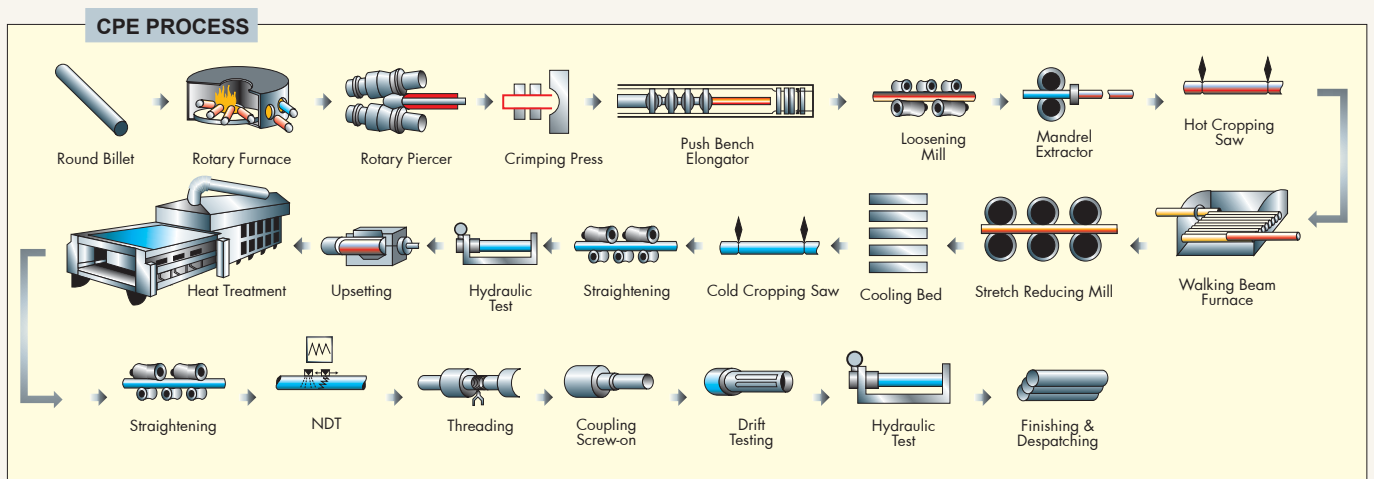 CPE PROCESS
Round Billet
Rotary Furnace
Rotary Piercer
Crimping Press
Push Bench
Elongator
Loosening
Mill
Mandrel
Extractor
Hot Cropping
Saw
Walking Beam
Furnace
Stretch Reducing Mill
Cooling Bed
Cold Cropping Saw
Straightening
Hydraulic
Test
Upsetting
Heat Treatment
Straightening
NDT
Threading
Coupling
Screw-on
Drift
Testing
Hydraulic
Test
Finishing &
Despatching